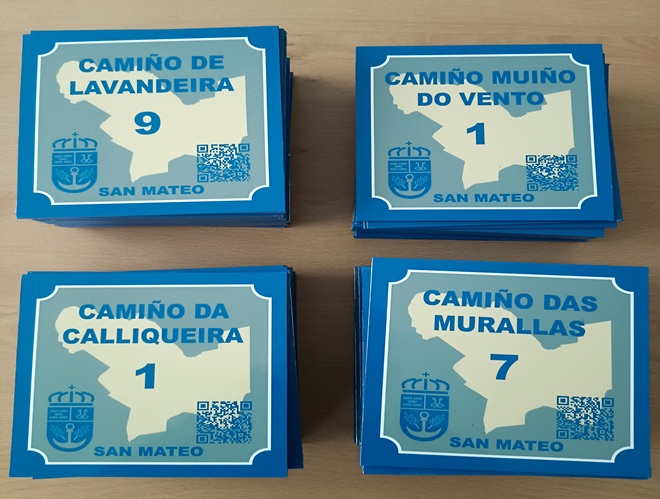 CAMIÑO DE
LAVANDEIRA
9
SAN MATEO
CAMIÑO MUIÑO
DO VENTO
1
SAN MATEO
CAMIÑO DA
CALLIQUEIRA
1
SAN MATEO
CAMIÑO DAS
MURALLAS
7
SAN MATEO